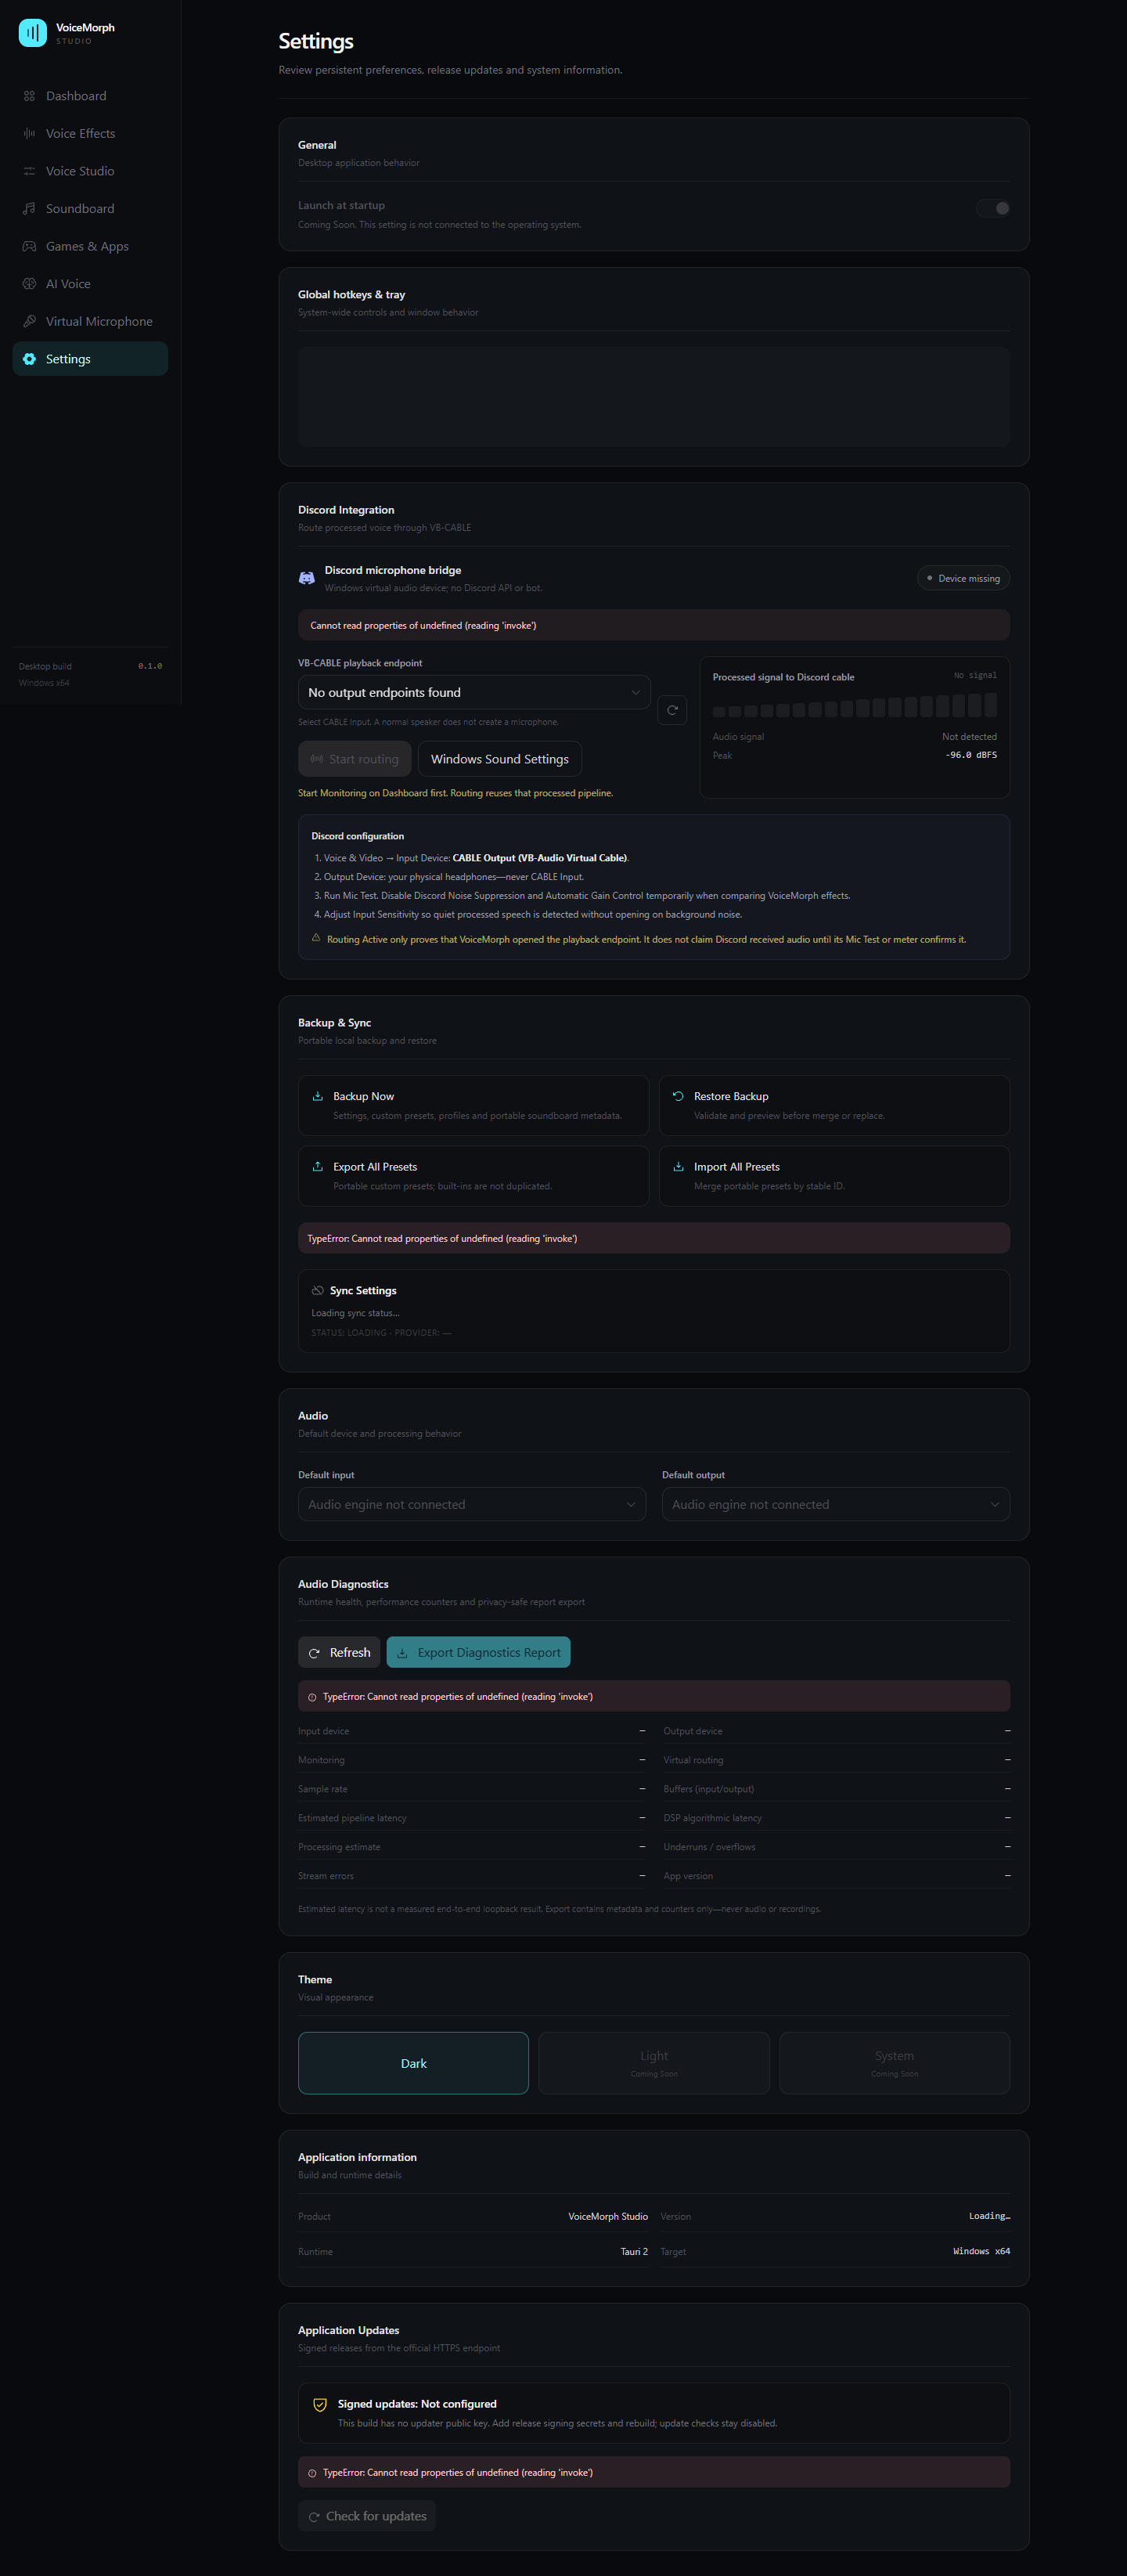 VoiceMorph
STUDIO
Dashboard
Voice Effects
Voice Studio
Soundboard
Games & Apps
AI Voice
Virtual Microphone
Settings
Desktop build 0.1.0
Windows x64
Settings
Review persistent preferences, release updates and system information.
General
Desktop application behavior
Launch at startup
Coming Soon. This setting is not connected to the operating system.
Global hotkeys & tray
System-wide controls and window behavior
Discord Integration
Route processed voice through VB-CABLE
Discord microphone bridge
Windows virtual audio device; no Discord API or bot.
Device missing
Cannot read properties of undefined (reading 'invoke')
VB-CABLE playback endpoint
No output endpoints found
Select CABLE Input. A normal speaker does not create a microphone.
Start routing
Windows Sound Settings
Start Monitoring on Dashboard first. Routing reuses that processed pipeline.
Processed signal to Discord cable No signal
Audio signal Not detected
Peak -96.0 dBFS
Discord configuration
1. Voice & Video → Input Device: CABLE Output (VB-Audio Virtual Cable).
2. Output Device: your physical headphones—never CABLE Input.
3. Run Mic Test. Disable Discord Noise Suppression and Automatic Gain Control temporarily when comparing VoiceMorph effects.
4. Adjust Input Sensitivity so quiet processed speech is detected without opening on background noise.
Routing Active only proves that VoiceMorph opened the playback endpoint. It does not claim Discord received audio until its Mic Test or meter confirms it.
Backup & Sync
Portable local backup and restore
Backup Now
Settings, custom presets, profiles and portable soundboard metadata.
Restore Backup
Validate and preview before merge or replace.
Export All Presets
Portable custom presets; built-ins are not duplicated.
Import All Presets
Merge portable presets by stable ID.
TypeError: Cannot read properties of undefined (reading 'invoke')
Sync Settings
Loading sync status…
STATUS: LOADING · PROVIDER: —
Audio
Default device and processing behavior
Default input
Audio engine not connected
Default output
Audio engine not connected
Audio Diagnostics
Runtime health, performance counters and privacy-safe report export
Refresh
Export Diagnostics Report
TypeError: Cannot read properties of undefined (reading 'invoke')
Input device — Output device —
Monitoring — Virtual routing —
Sample rate — Buffers (input/output) —
Estimated pipeline latency — DSP algorithmic latency —
Processing estimate — Underruns / overflows —
Stream errors — App version —
Estimated latency is not a measured end-to-end loopback result. Export contains metadata and counters only—never audio or recordings.
Theme
Visual appearance
Dark
Light
Coming Soon
System
Coming Soon
Application information
Build and runtime details
Product VoiceMorph Studio Version Loading…
Runtime Tauri 2 Target Windows x64
Application Updates
Signed releases from the official HTTPS endpoint
Signed updates: Not configured
This build has no updater public key. Add release signing secrets and rebuild; update checks stay disabled.
TypeError: Cannot read properties of undefined (reading 'invoke')
Check for updates